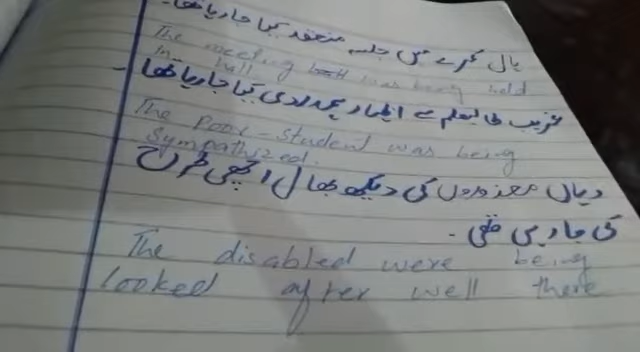 ہال کمرے میں جلسہ منعقد کیا جا رہا تھا۔
The meeting was being held
in hall
غریب طالبعلم سے اظہار ہمدردی کیا جا رہا تھا۔
The poor-student was being
sympathized.
وہاں معذوروں کی دیکھ بھال اچھی طرح
کی جا رہی تھی۔
The disabled were being
looked after well there